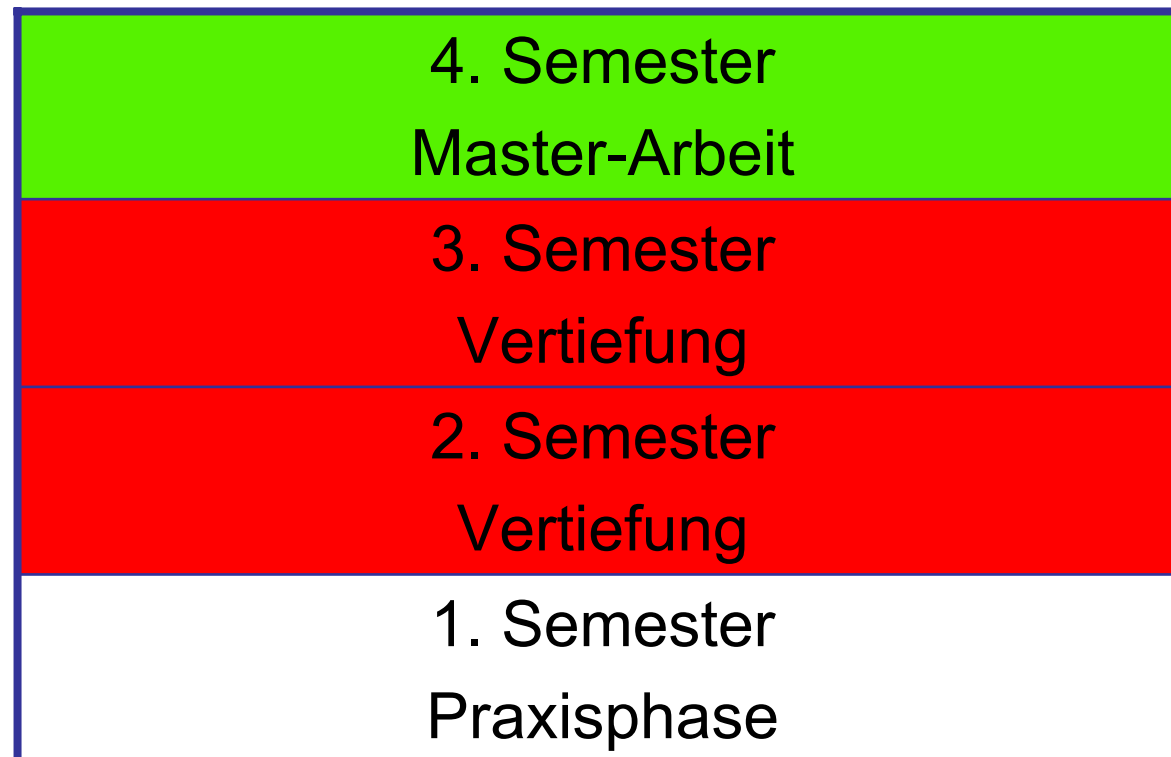 4. Semester
Master-Arbeit
3. Semester
Vertiefung
2. Semester
Vertiefung
1. Semester
Praxisphase